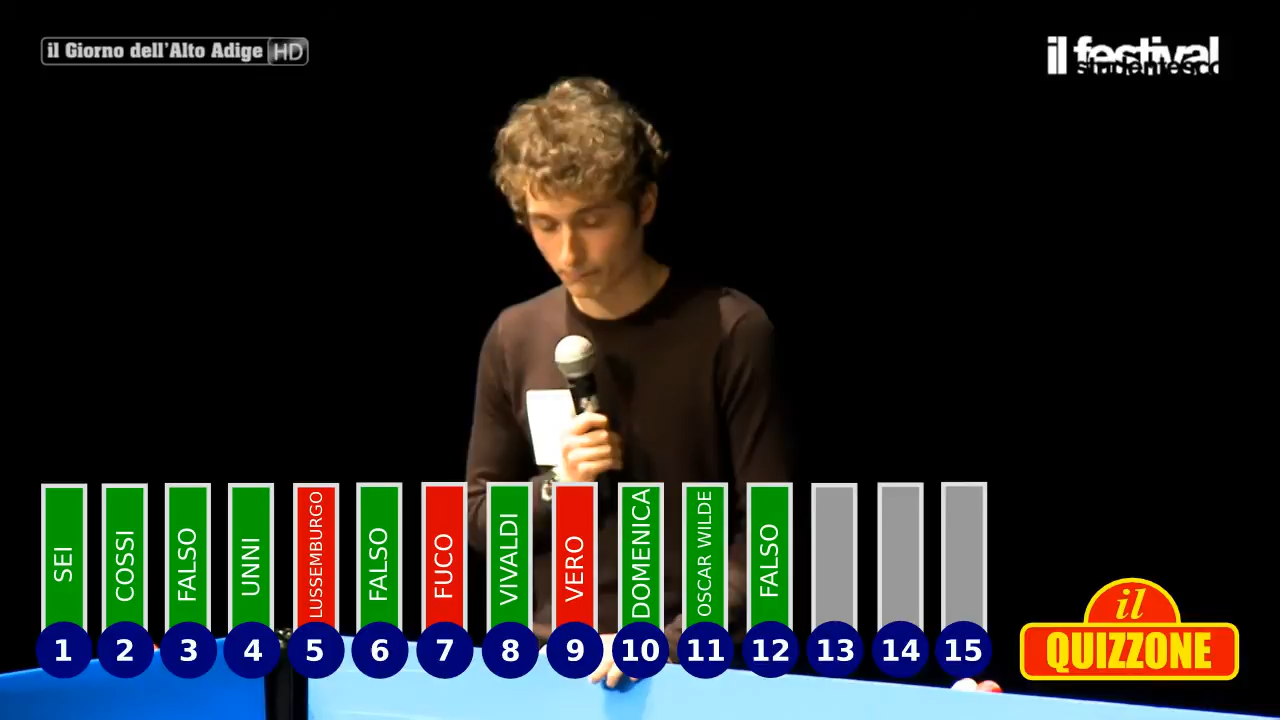 il Giorno dell'Alto Adige HD
il festival
studentesco
SEI
COSSI
FALSO
UNNI
LUSSEMBURGO
FALSO
FUCO
VIVALDI
VERO
DOMENICA
OSCAR WILDE
FALSO
1 2 3 4 5 6 7 8 9 10 11 12 13 14 15
il
QUIZZONE